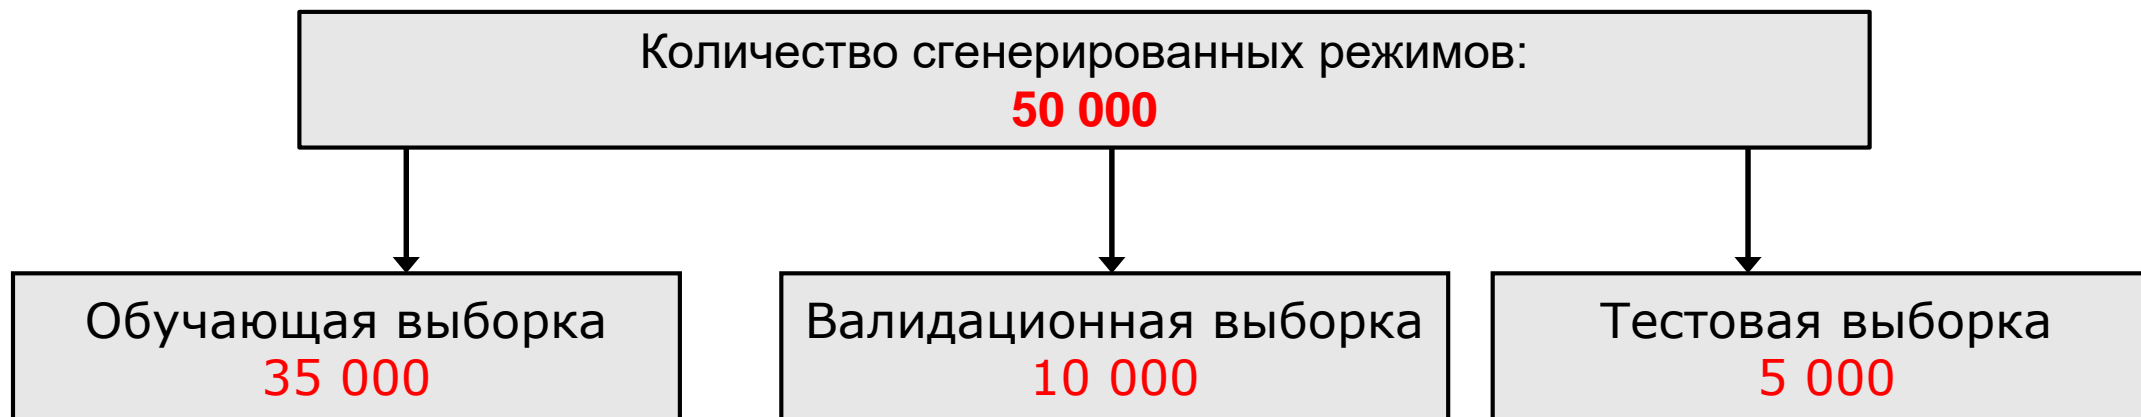 Количество сгенерированных режимов:
50 000
Обучающая выборка
35 000
Валидационная выборка
10 000
Тестовая выборка
5 000